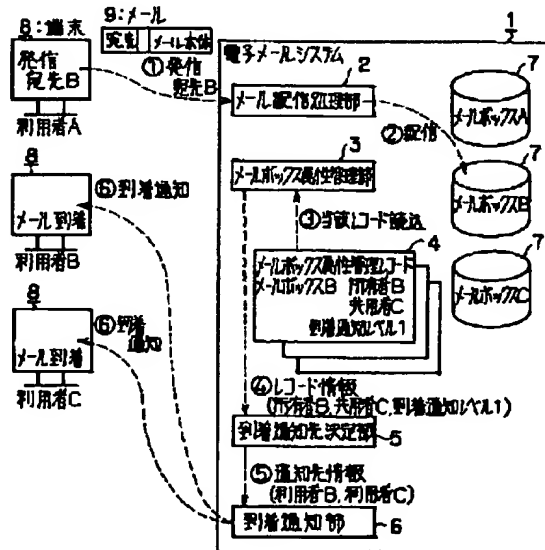 8:端末
発信
宛先B
利用者A
9:メール
宛先 メール本体
①発信
宛先B
1
電子メールシステム
2
メール配信処理部
7
メールボックスA
②配信
3
メールボックス属性管理部
7
メールボックスB
③当該レコード読込
4
メールボックス属性管理レコード
メールボックスB 所有者B
共用者C
到着通知レベル1
7
メールボックスC
8
メール到着
利用者B
⑥到着通知
8
メール到着
利用者C
⑥到着
通知
④レコード情報
(所有者B,共用者C,到着通知レベル1)
到着通知先決定部
5
⑤通知先情報
(利用者B,利用者C)
到着通知部
6